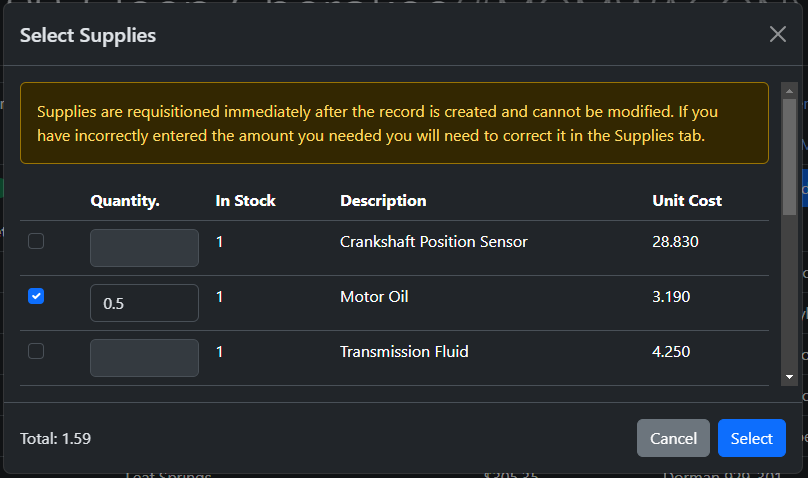 Select Supplies
Supplies are requisitioned immediately after the record is created and cannot be modified. If you
have incorrectly entered the amount you needed you will need to correct it in the Supplies tab.
Quantity. In Stock Description Unit Cost
1 Crankshaft Position Sensor 28.830
0.5 1 Motor Oil 3.190
1 Transmission Fluid 4.250
Total: 1.59 Cancel Select